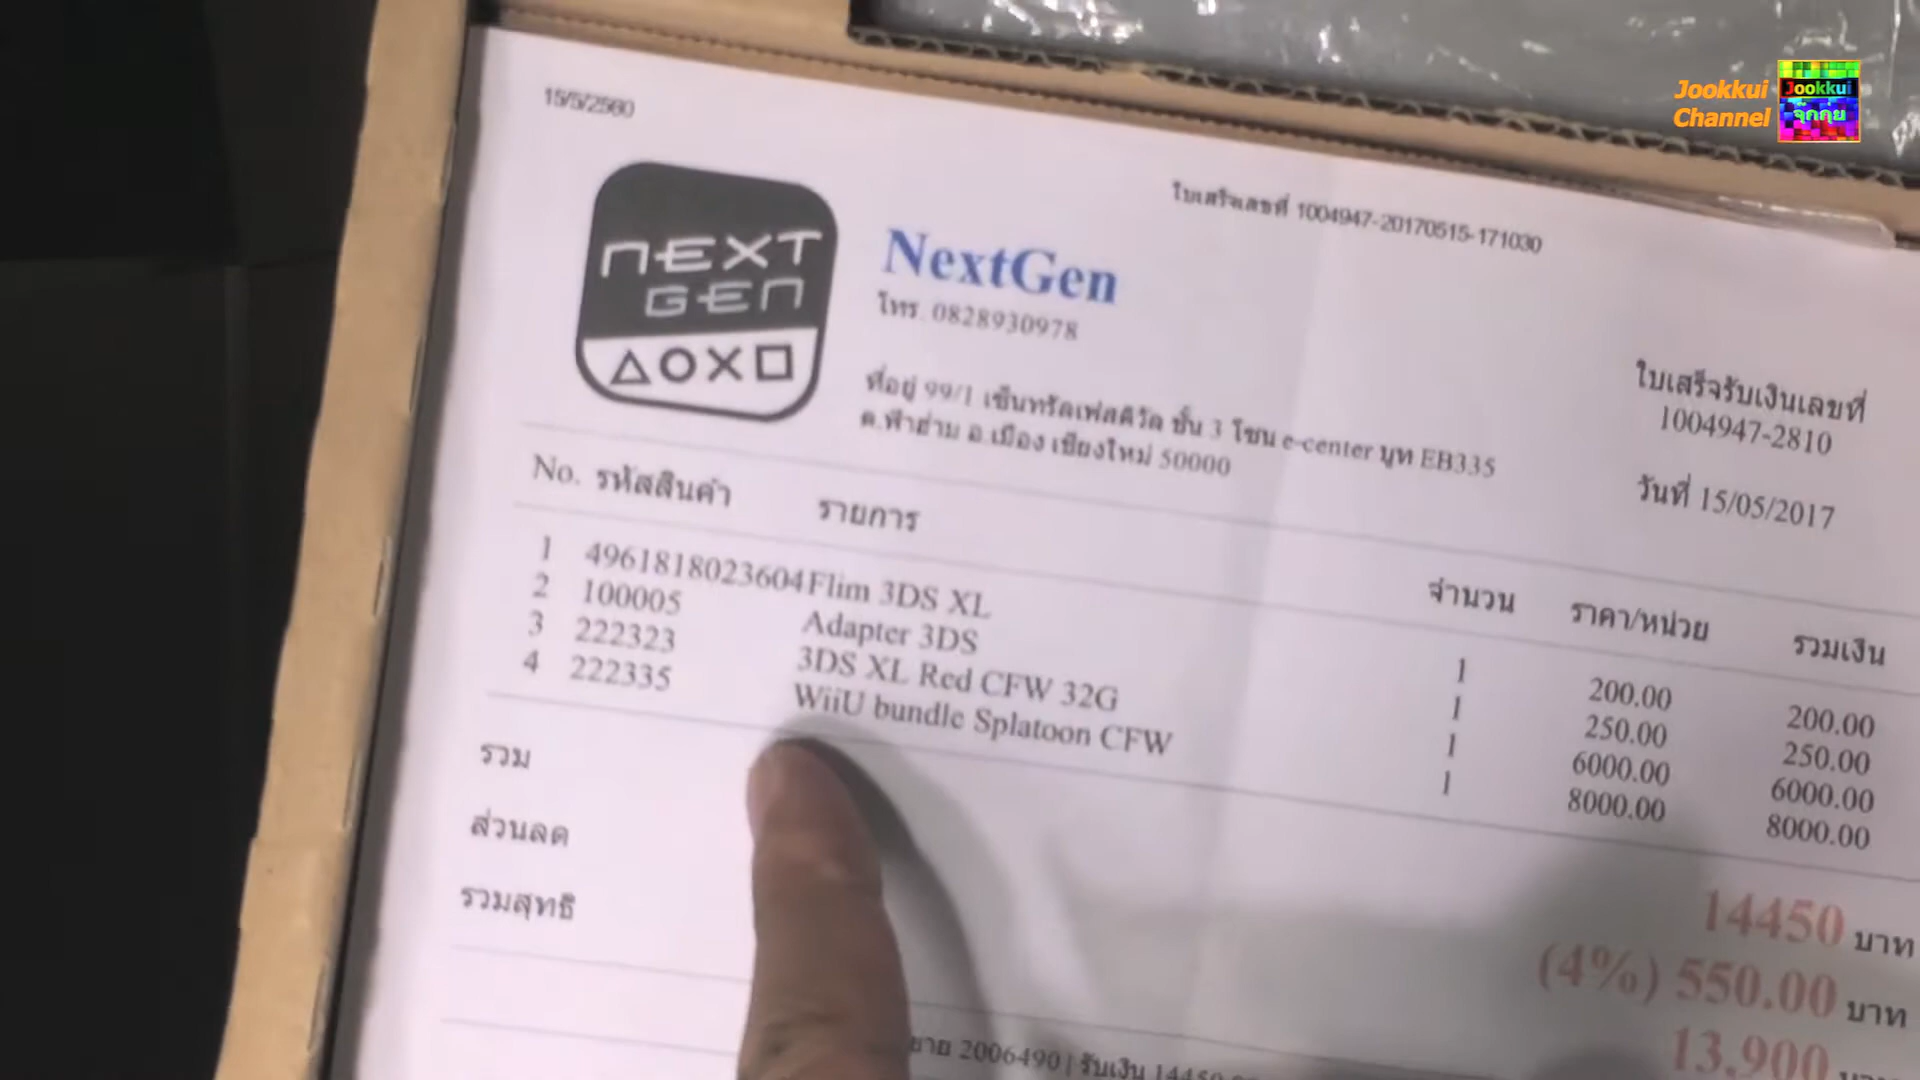 Jookkui
Channel
Jookkui
จุกกุย
15/5/2560
ใบเสร็จเลขที่ 1004947-20170515-171030
NEXT
GEN
NextGen
โทร. 0828930978
ที่อยู่ 99/1 เซ็นทรัลเฟสติวัล ชั้น 3 โซน e-center บูท EB335
ต.ฟ้าฮ่าม อ.เมือง เชียงใหม่ 50000
ใบเสร็จรับเงินเลขที่
1004947-2810
วันที่ 15/05/2017
No. รหัสสินค้า รายการ จำนวน ราคา/หน่วย รวมเงิน
1 4961818023604 Flim 3DS XL 1 200.00 200.00
2 100005 Adapter 3DS 1 250.00 250.00
3 222323 3DS XL Red CFW 32G 1 6000.00 6000.00
4 222335 WiiU bundle Splatoon CFW 1 8000.00 8000.00
รวม 14450 บาท
ส่วนลด (4%) 550.00 บาท
รวมสุทธิ 13,900
2006490 | รับเงิน 14450